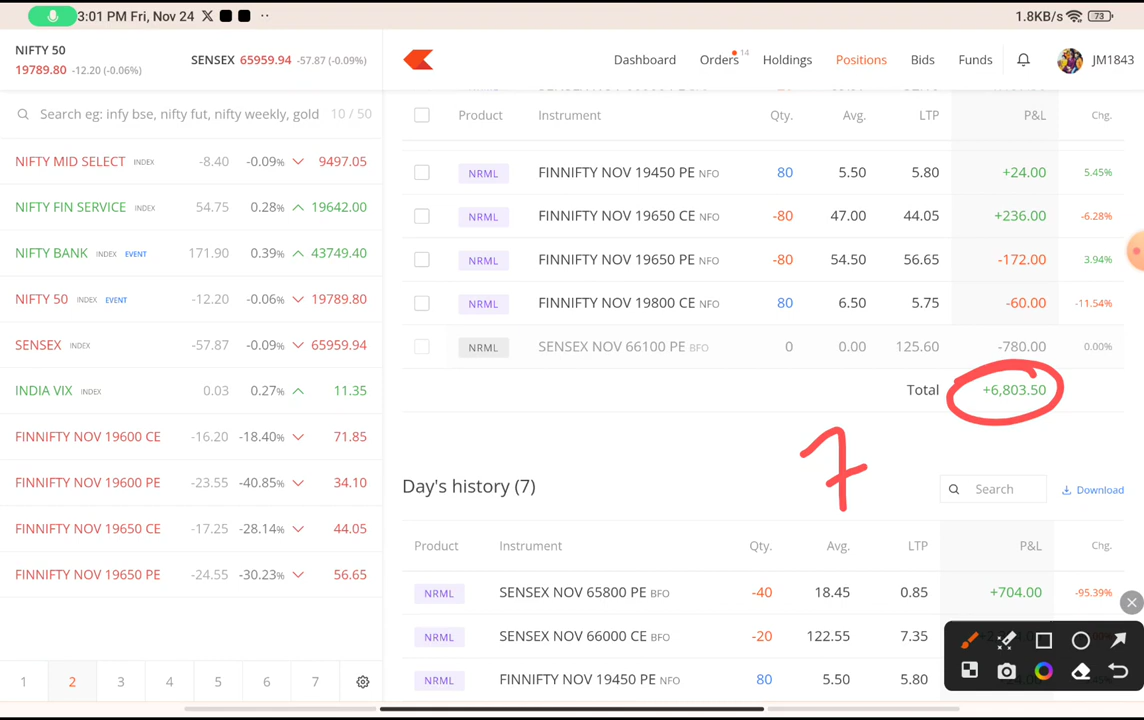 3:01 PM Fri, Nov 24
1.8KB/s 73
NIFTY 50
19789.80 -12.20 (-0.06%)
SENSEX 65959.94 -57.87 (-0.09%)
Dashboard Orders 14 Holdings Positions Bids Funds JM1843
Search eg: infy bse, nifty fut, nifty weekly, gold 10 / 50
NIFTY MID SELECT INDEX -8.40 -0.09% 9497.05
NIFTY FIN SERVICE INDEX 54.75 0.28% 19642.00
NIFTY BANK INDEX EVENT 171.90 0.39% 43749.40
NIFTY 50 INDEX EVENT -12.20 -0.06% 19789.80
SENSEX INDEX -57.87 -0.09% 65959.94
INDIA VIX INDEX 0.03 0.27% 11.35
FINNIFTY NOV 19600 CE -16.20 -18.40% 71.85
FINNIFTY NOV 19600 PE -23.55 -40.85% 34.10
FINNIFTY NOV 19650 CE -17.25 -28.14% 44.05
FINNIFTY NOV 19650 PE -24.55 -30.23% 56.65
1 2 3 4 5 6 7
Product Instrument Qty. Avg. LTP P&L Chg.
NRML FINNIFTY NOV 19450 PE NFO 80 5.50 5.80 +24.00 5.45%
NRML FINNIFTY NOV 19650 CE NFO -80 47.00 44.05 +236.00 -6.28%
NRML FINNIFTY NOV 19650 PE NFO -80 54.50 56.65 -172.00 3.94%
NRML FINNIFTY NOV 19800 CE NFO 80 6.50 5.75 -60.00 -11.54%
NRML SENSEX NOV 66100 PE BFO 0 0.00 125.60 -780.00 0.00%
Total +6,803.50
7
Day's history (7) Search Download
Product Instrument Qty. Avg. LTP P&L Chg.
NRML SENSEX NOV 65800 PE BFO -40 18.45 0.85 +704.00 -95.39%
NRML SENSEX NOV 66000 CE BFO -20 122.55 7.35
NRML FINNIFTY NOV 19450 PE NFO 80 5.50 5.80